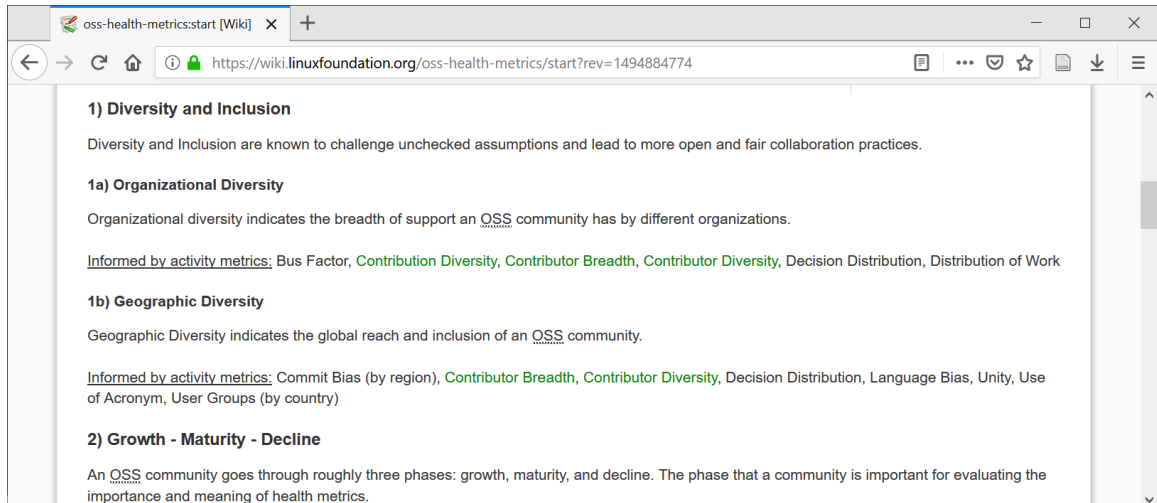 oss-health-metrics:start [Wiki]
https://wiki.linuxfoundation.org/oss-health-metrics/start?rev=1494884774
1) Diversity and Inclusion
Diversity and Inclusion are known to challenge unchecked assumptions and lead to more open and fair collaboration practices.
1a) Organizational Diversity
Organizational diversity indicates the breadth of support an OSS community has by different organizations.
Informed by activity metrics: Bus Factor, Contribution Diversity, Contributor Breadth, Contributor Diversity, Decision Distribution, Distribution of Work
1b) Geographic Diversity
Geographic Diversity indicates the global reach and inclusion of an OSS community.
Informed by activity metrics: Commit Bias (by region), Contributor Breadth, Contributor Diversity, Decision Distribution, Language Bias, Unity, Use
of Acronym, User Groups (by country)
2) Growth - Maturity - Decline
An OSS community goes through roughly three phases: growth, maturity, and decline. The phase that a community is important for evaluating the
importance and meaning of health metrics.